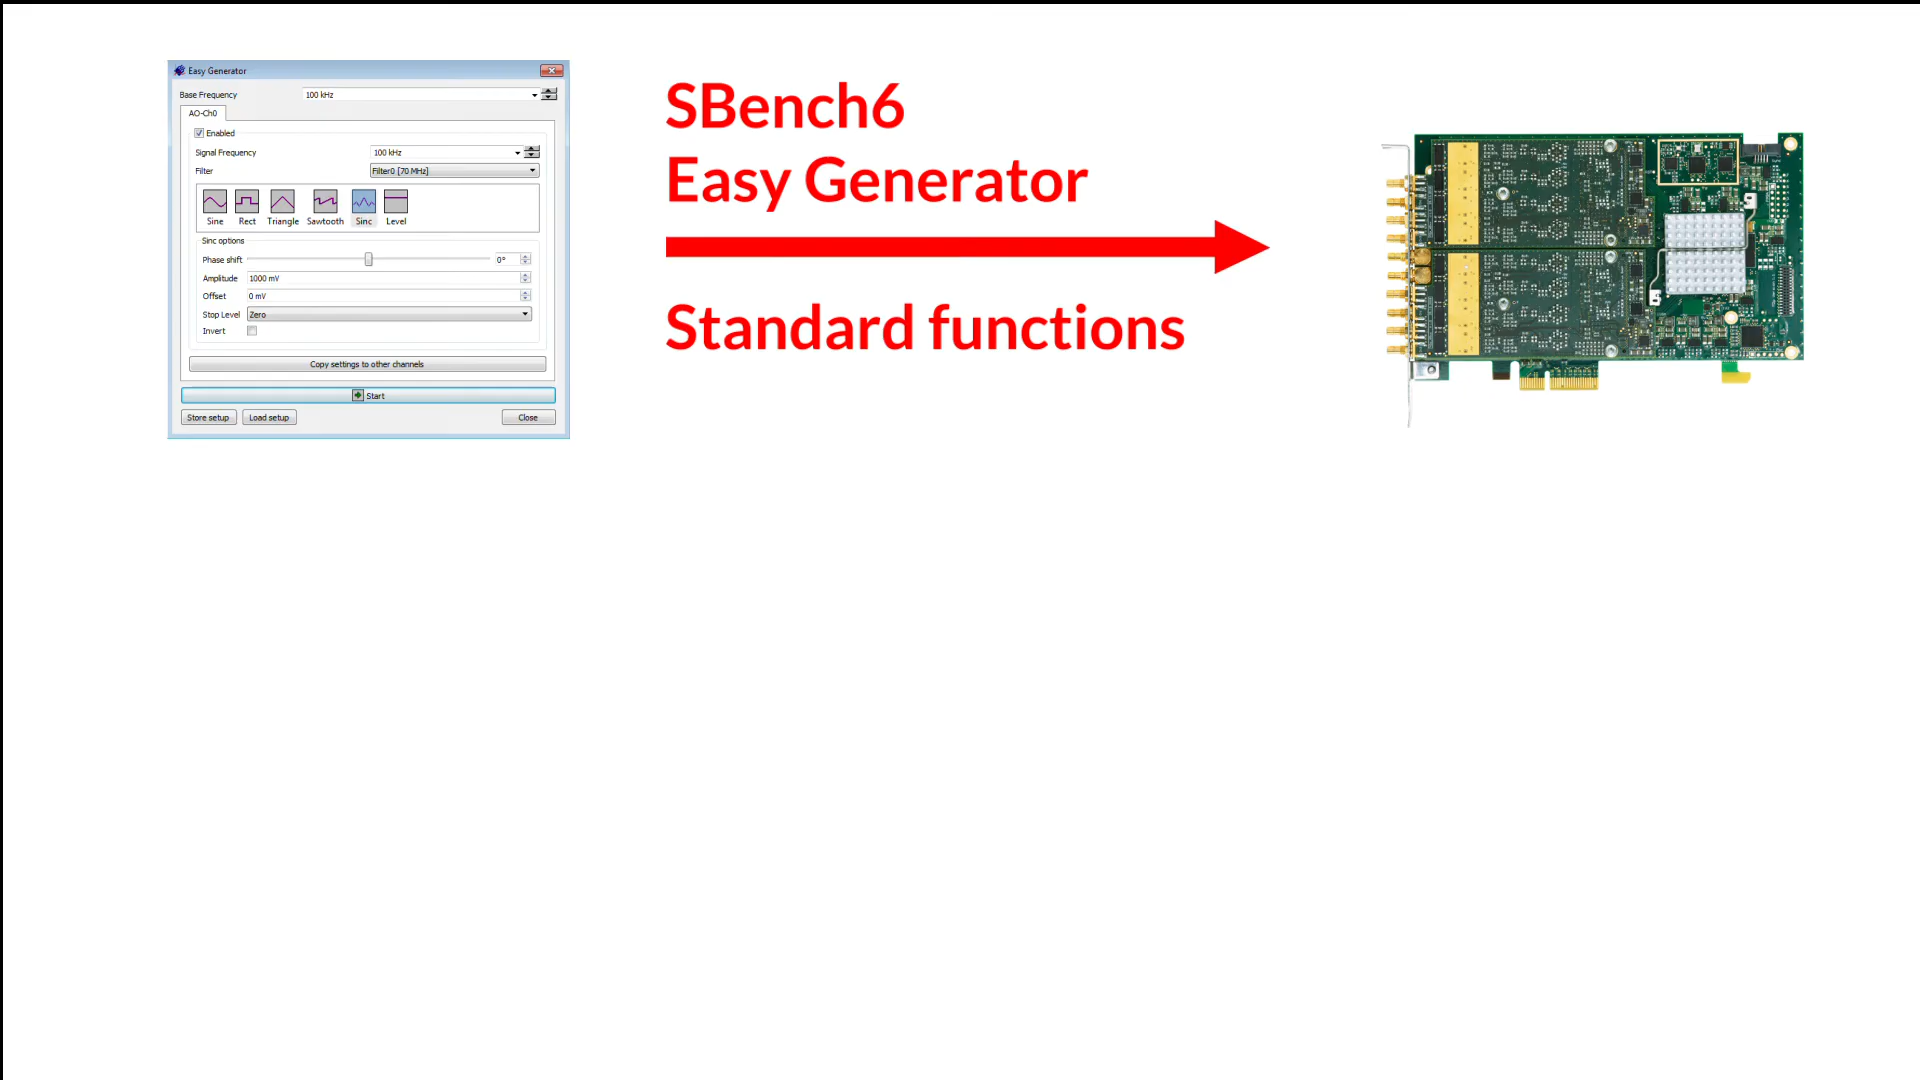 Easy Generator
Base Frequency 100 kHz
AO-Ch0
Enabled
Signal Frequency 100 kHz
Filter Filter0 [70 MHz]
Sine Rect Triangle Sawtooth Sinc Level
Sinc options
Phase shift 0°
Amplitude 1000 mV
Offset 0 mV
Stop Level Zero
Invert
Copy settings to other channels
Start
Store setup Load setup Close
SBench6
Easy Generator
Standard functions